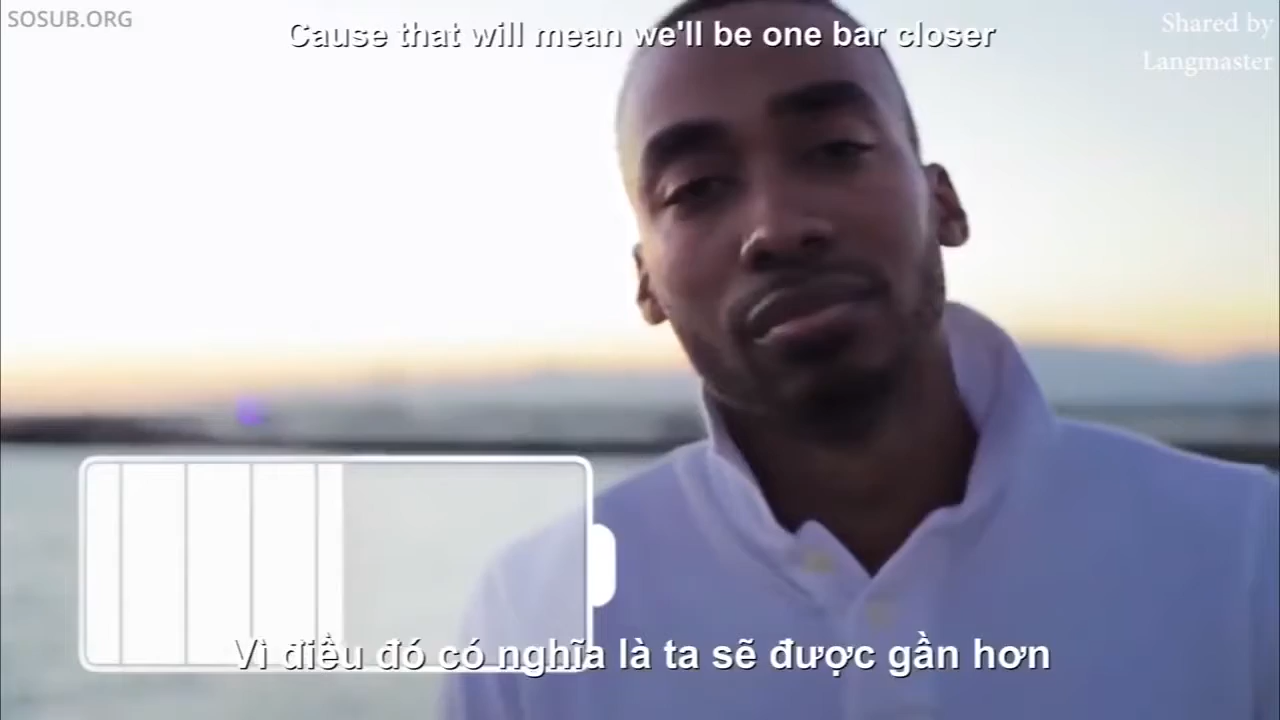 SOSUB.ORG
Cause that will mean we'll be one bar closer
Shared by
Langmaster
Vì điều đó có nghĩa là ta sẽ được gần hơn